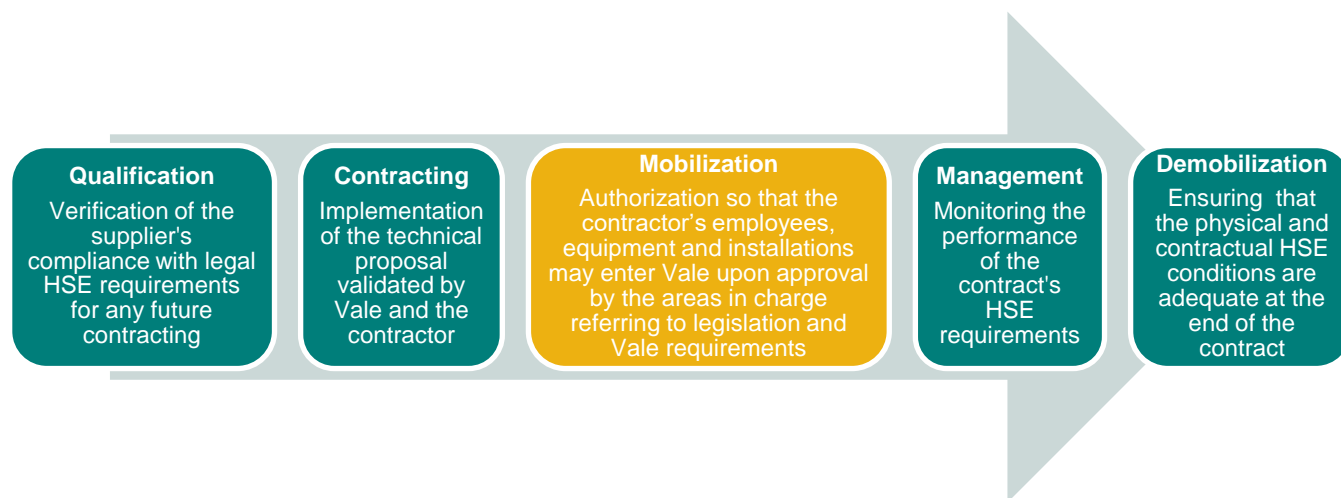 Qualification
Verification of the
supplier's
compliance with legal
HSE requirements
for any future
contracting
Contracting
Implementation
of the technical
proposal
validated by
Vale and the
contractor
Mobilization
Authorization so that the
contractor’s employees,
equipment and installations
may enter Vale upon approval
by the areas in charge
referring to legislation and
Vale requirements
Management
Monitoring the
performance
of the
contract's
HSE
requirements
Demobilization
Ensuring that
the physical and
contractual HSE
conditions are
adequate at the
end of the
contract